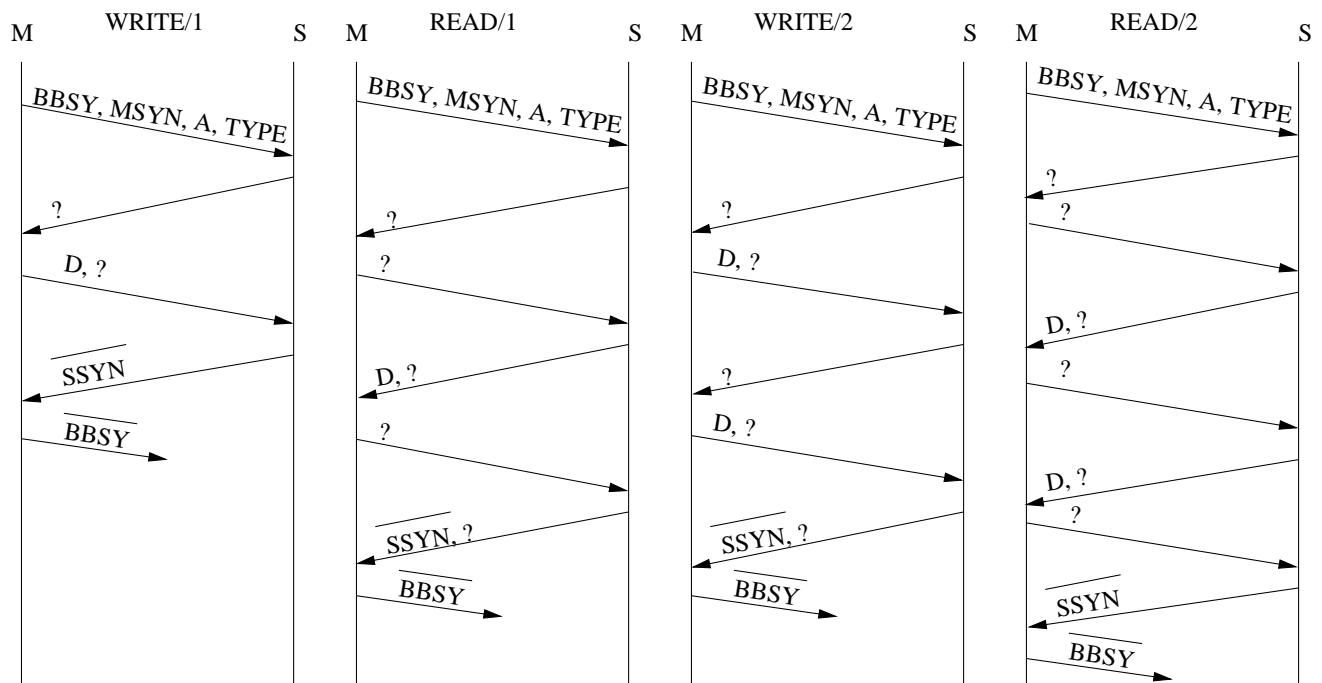 WRITE/1
M
S
BBSY, MSYN, A, TYPE
?
D, ?
SSYN
BBSY
READ/1
M
S
BBSY, MSYN, A, TYPE
?
?
D, ?
?
SSYN, ?
BBSY
WRITE/2
M
S
BBSY, MSYN, A, TYPE
?
D, ?
?
D, ?
SSYN, ?
BBSY
READ/2
M
S
BBSY, MSYN, A, TYPE
?
?
D, ?
?
D, ?
?
SSYN
BBSY